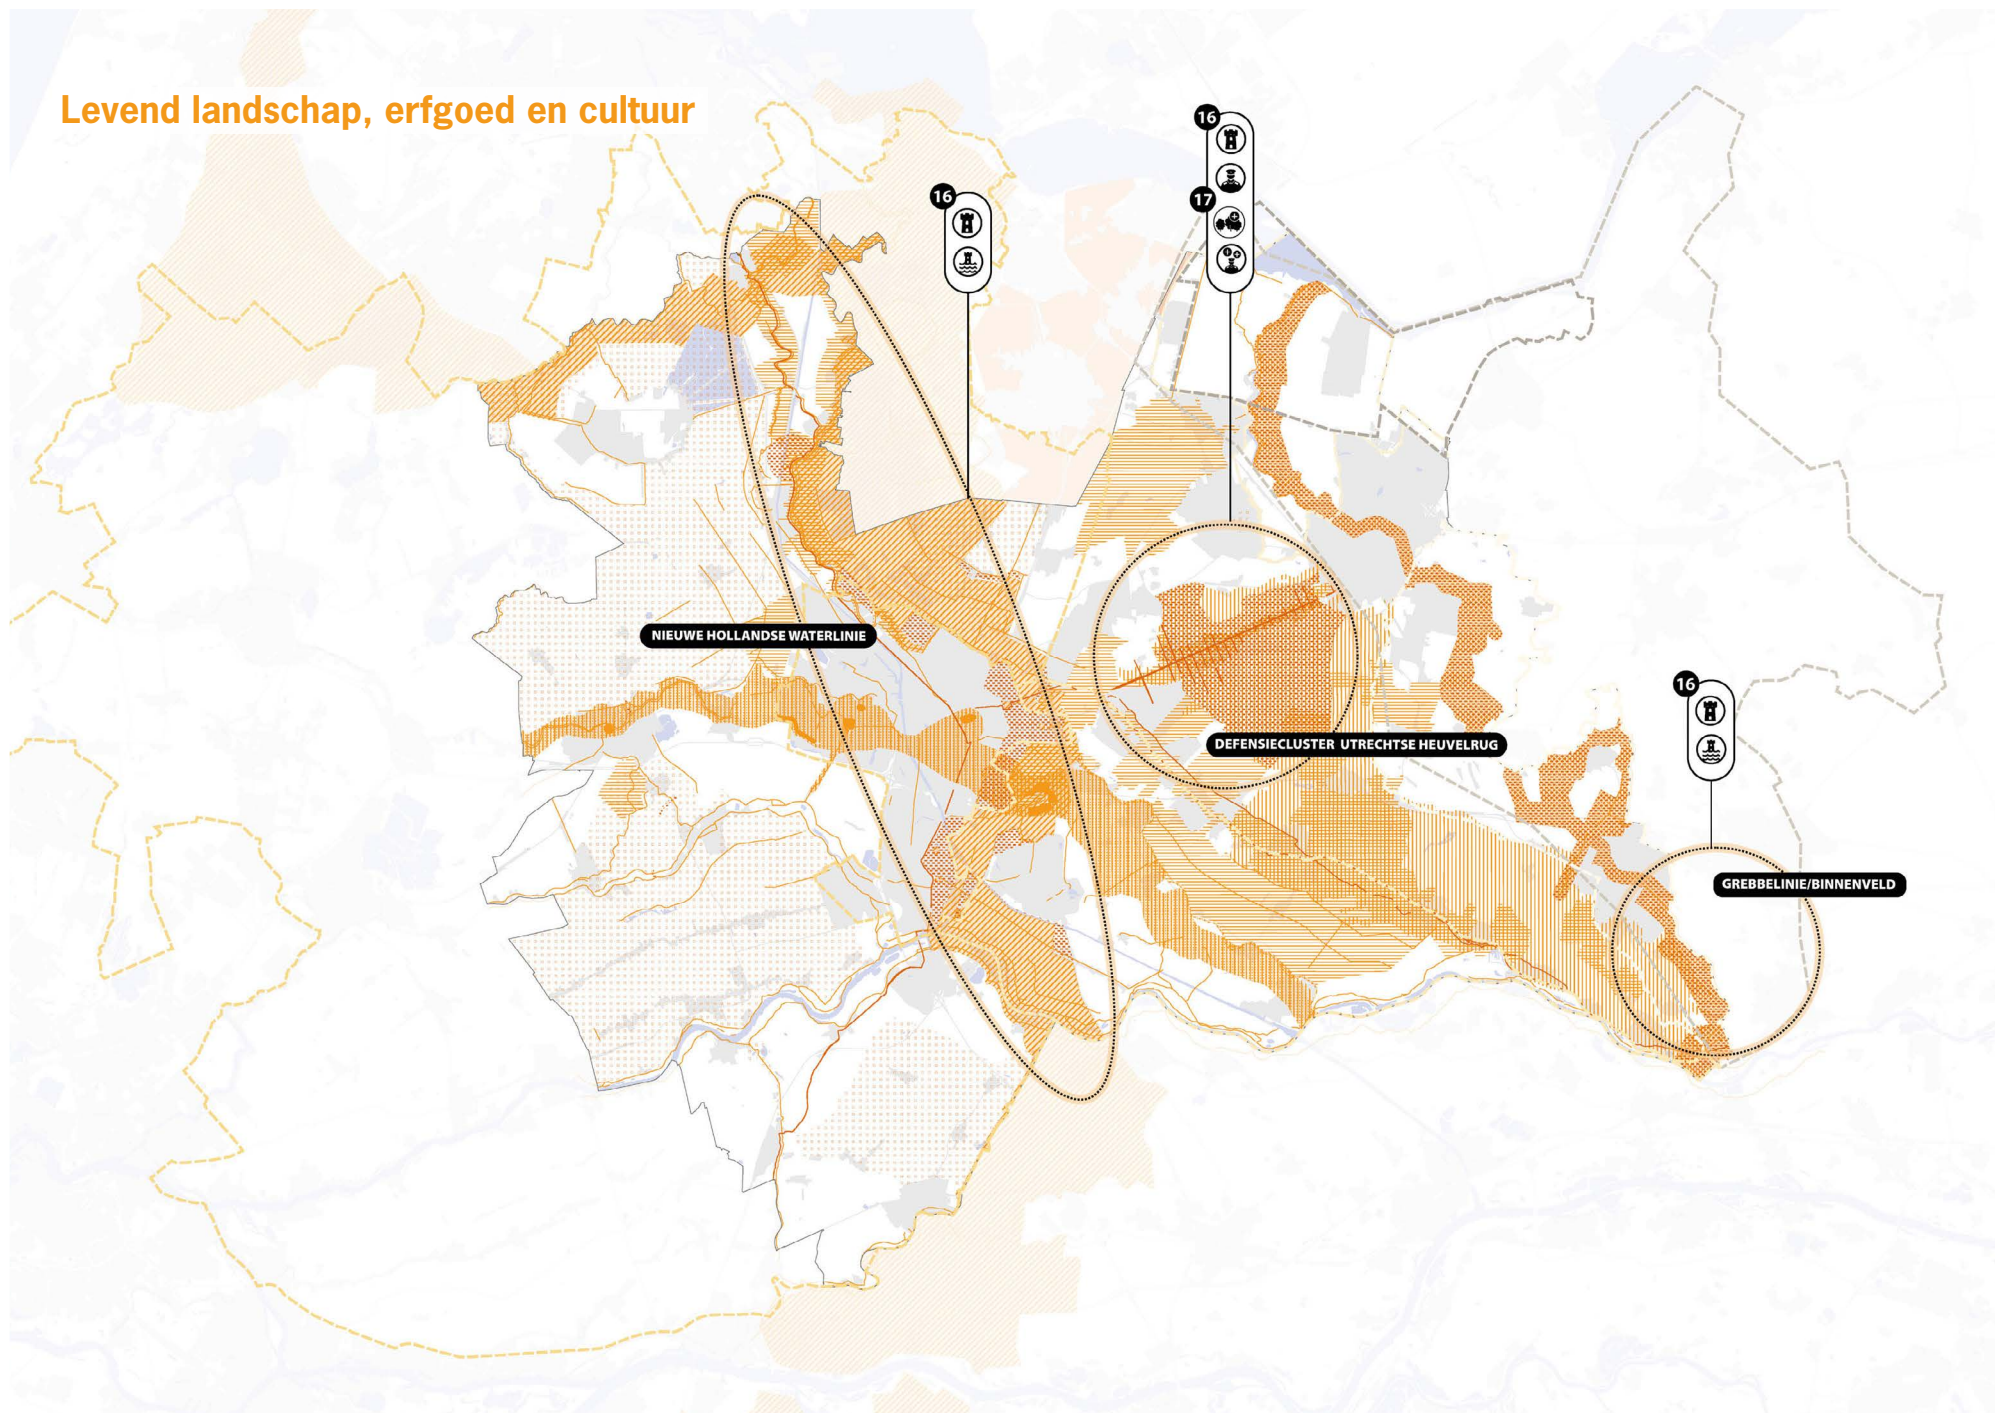 Levend landschap, erfgoed en cultuur
16
17
16
NIEUWE HOLLANDSE WATERLINIE
16
DEFENSIECLUSTER UTRECHTSE HEUVELRUG
GREBBELINIE/BINNENVELD